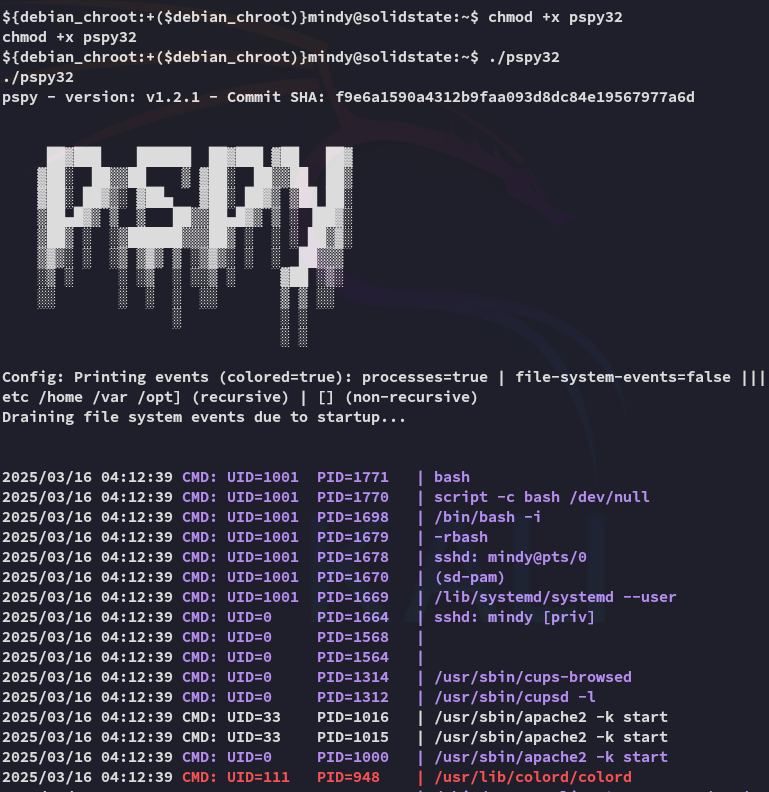 ${debian_chroot:+($debian_chroot)}mindy@solidstate:~$ chmod +x pspy32
chmod +x pspy32
${debian_chroot:+($debian_chroot)}mindy@solidstate:~$ ./pspy32
./pspy32
pspy - version: v1.2.1 - Commit SHA: f9e6a1590a4312b9faa093d8dc84e19567977a6d
pspy
Config: Printing events (colored=true): processes=true | file-system-events=false |||
etc /home /var /opt] (recursive) | [] (non-recursive)
Draining file system events due to startup...
2025/03/16 04:12:39 CMD: UID=1001  PID=1771   | bash
2025/03/16 04:12:39 CMD: UID=1001  PID=1770   | script -c bash /dev/null
2025/03/16 04:12:39 CMD: UID=1001  PID=1698   | /bin/bash -i
2025/03/16 04:12:39 CMD: UID=1001  PID=1679   | -rbash
2025/03/16 04:12:39 CMD: UID=1001  PID=1678   | sshd: mindy@pts/0
2025/03/16 04:12:39 CMD: UID=1001  PID=1670   | (sd-pam)
2025/03/16 04:12:39 CMD: UID=1001  PID=1669   | /lib/systemd/systemd --user
2025/03/16 04:12:39 CMD: UID=0     PID=1664   | sshd: mindy [priv]
2025/03/16 04:12:39 CMD: UID=0     PID=1568   |
2025/03/16 04:12:39 CMD: UID=0     PID=1564   |
2025/03/16 04:12:39 CMD: UID=0     PID=1314   | /usr/sbin/cups-browsed
2025/03/16 04:12:39 CMD: UID=0     PID=1312   | /usr/sbin/cupsd -l
2025/03/16 04:12:39 CMD: UID=33    PID=1016   | /usr/sbin/apache2 -k start
2025/03/16 04:12:39 CMD: UID=33    PID=1015   | /usr/sbin/apache2 -k start
2025/03/16 04:12:39 CMD: UID=0     PID=1000   | /usr/sbin/apache2 -k start
2025/03/16 04:12:39 CMD: UID=111   PID=948    | /usr/lib/colord/colord